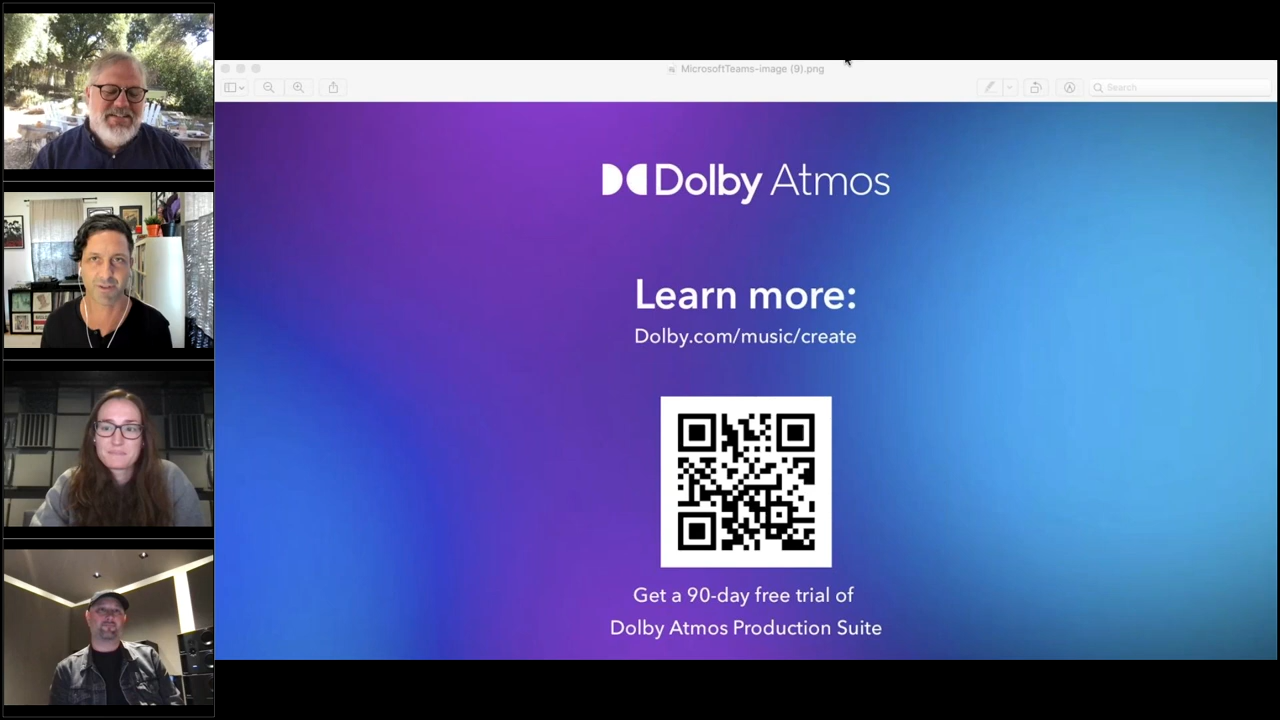 MicrosoftTeams-image (9).png
Search
Dolby Atmos
Learn more:
Dolby.com/music/create
Get a 90-day free trial of
Dolby Atmos Production Suite